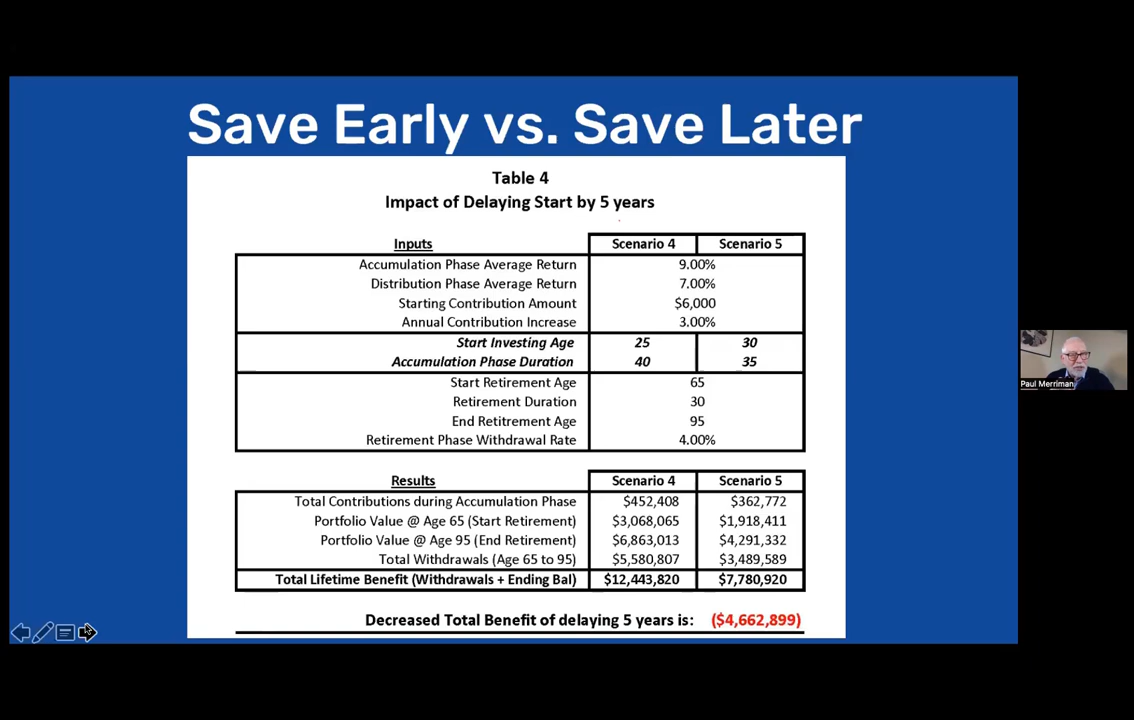 Save Early vs. Save Later
Table 4
Impact of Delaying Start by 5 years
Inputs Scenario 4 Scenario 5
Accumulation Phase Average Return 9.00%
Distribution Phase Average Return 7.00%
Starting Contribution Amount $6,000
Annual Contribution Increase 3.00%
Start Investing Age 25 30
Accumulation Phase Duration 40 35
Start Retirement Age 65
Retirement Duration 30
End Retitrement Age 95
Retirement Phase Withdrawal Rate 4.00%
Results Scenario 4 Scenario 5
Total Contributions during Accumulation Phase $452,408 $362,772
Portfolio Value @ Age 65 (Start Retirement) $3,068,065 $1,918,411
Portfolio Value @ Age 95 (End Retirement) $6,863,013 $4,291,332
Total Withdrawals (Age 65 to 95) $5,580,807 $3,489,589
Total Lifetime Benefit (Withdrawals + Ending Bal) $12,443,820 $7,780,920
Decreased Total Benefit of delaying 5 years is: ($4,662,899)
Paul Merriman